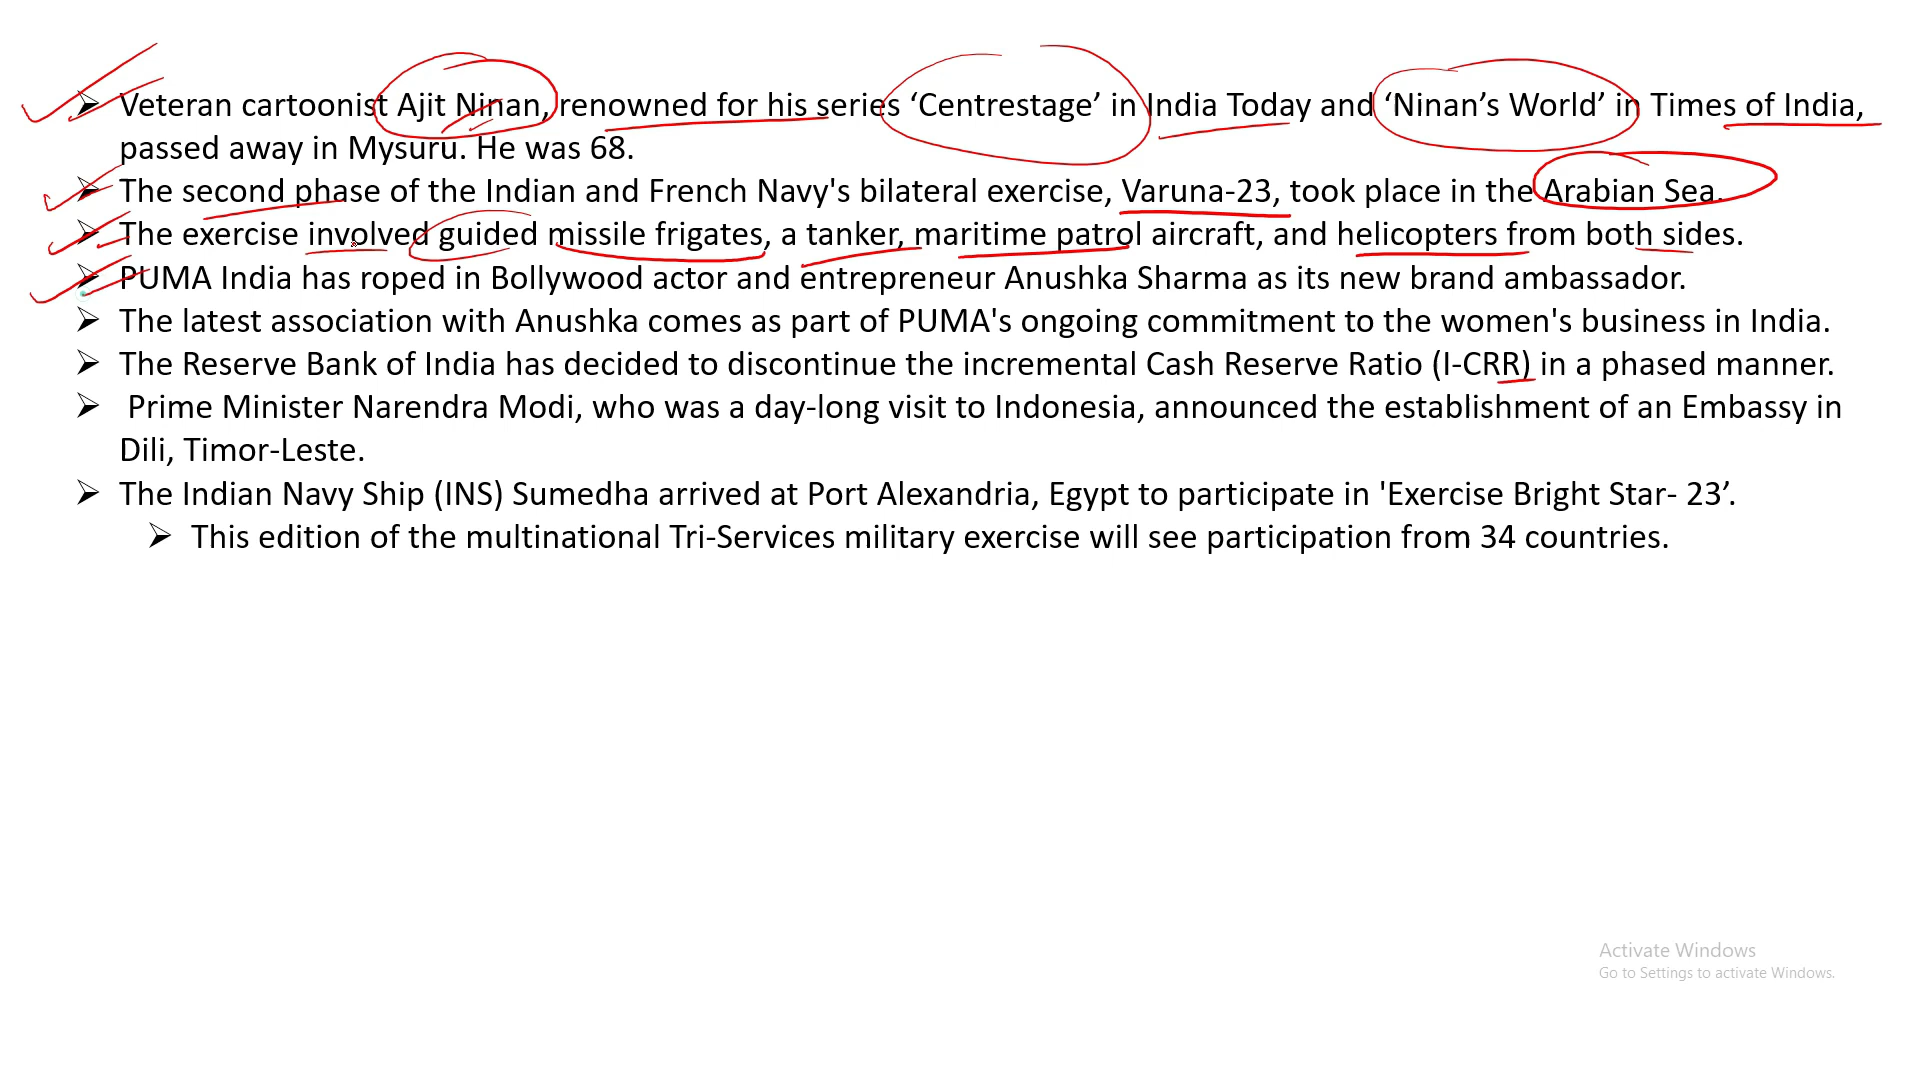 ➢ Veteran cartoonist Ajit Ninan, renowned for his series ‘Centrestage’ in India Today and ‘Ninan’s World’ in Times of India,
passed away in Mysuru. He was 68.
➢ The second phase of the Indian and French Navy's bilateral exercise, Varuna-23, took place in the Arabian Sea.
➢ The exercise involved guided missile frigates, a tanker, maritime patrol aircraft, and helicopters from both sides.
➢ PUMA India has roped in Bollywood actor and entrepreneur Anushka Sharma as its new brand ambassador.
➢ The latest association with Anushka comes as part of PUMA's ongoing commitment to the women's business in India.
➢ The Reserve Bank of India has decided to discontinue the incremental Cash Reserve Ratio (I-CRR) in a phased manner.
➢ Prime Minister Narendra Modi, who was a day-long visit to Indonesia, announced the establishment of an Embassy in
Dili, Timor-Leste.
➢ The Indian Navy Ship (INS) Sumedha arrived at Port Alexandria, Egypt to participate in 'Exercise Bright Star- 23’.
➢ This edition of the multinational Tri-Services military exercise will see participation from 34 countries.
Activate Windows
Go to Settings to activate Windows.